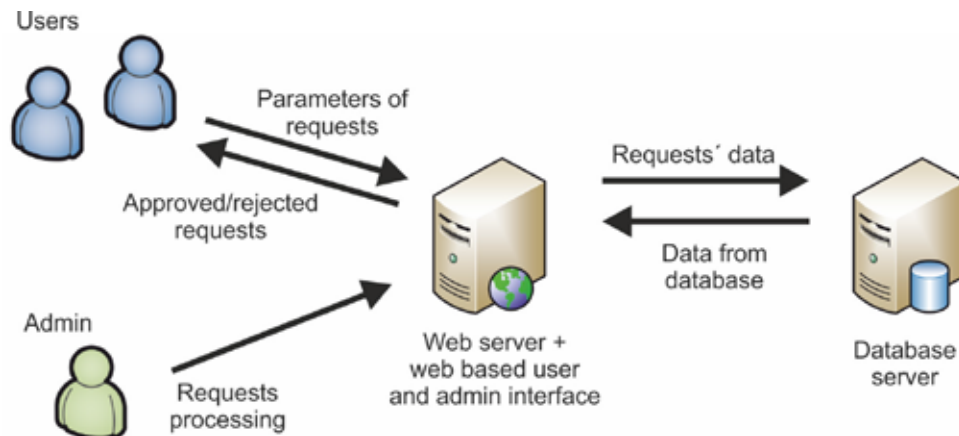 Users
Parameters of
requests
Approved/rejected
requests
Requests´ data
Data from
database
Admin
Requests
processing
Web server +
web based user
and admin interface
Database
server